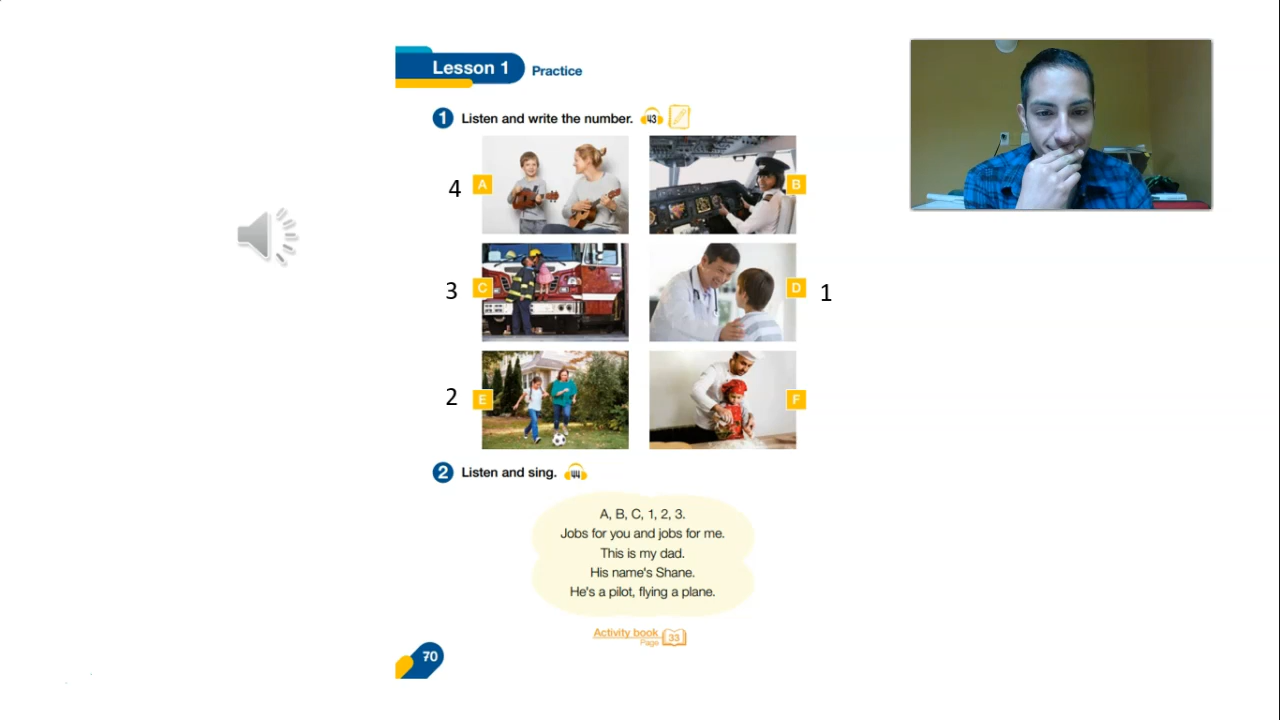 Lesson 1 Practice
1 Listen and write the number. 43
4 A B
3 C D 1
2 E F
2 Listen and sing. 44
A, B, C, 1, 2, 3.
Jobs for you and jobs for me.
This is my dad.
His name's Shane.
He's a pilot, flying a plane.
Activity book
Page 33
70